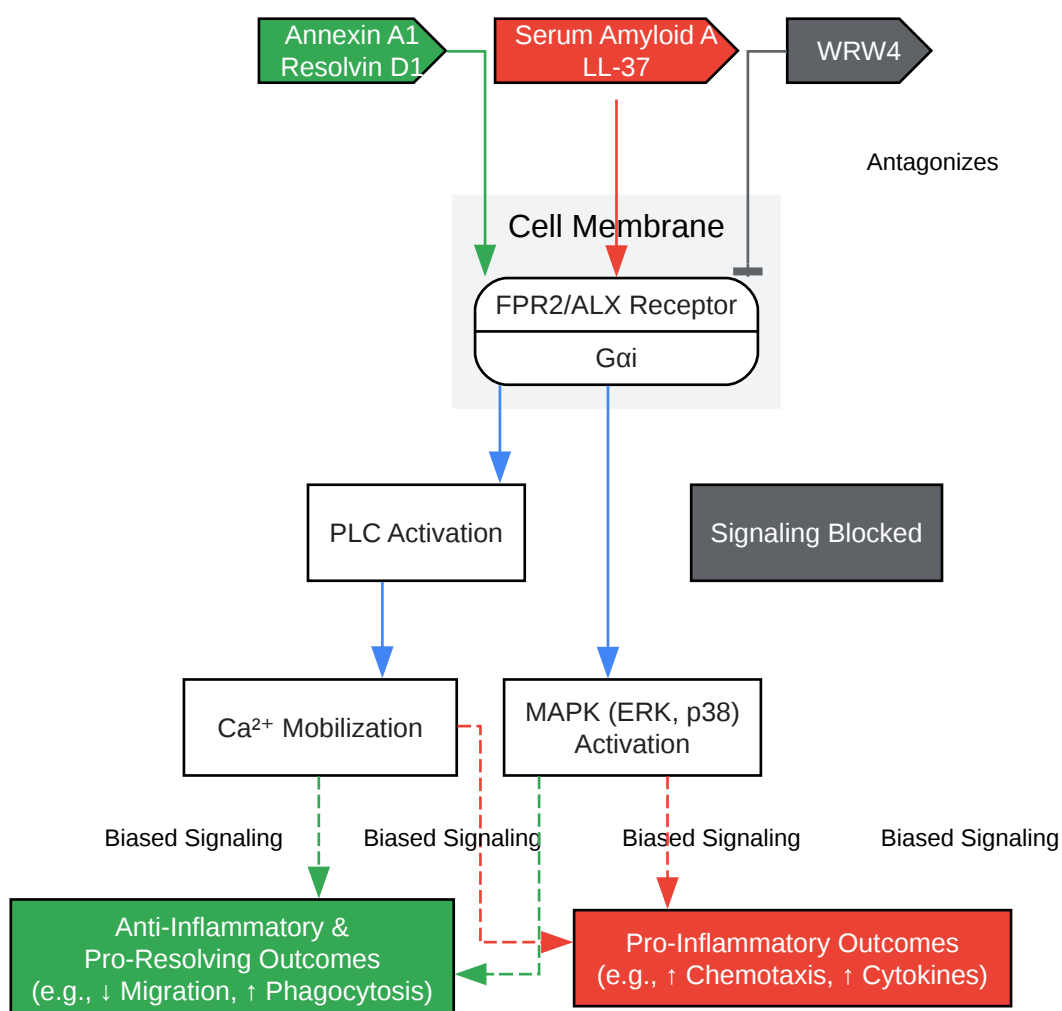 Annexin A1
Resolvin D1
Serum Amyloid A
LL-37
WRW4
Antagonizes
Cell Membrane
FPR2/ALX Receptor
Gαi
PLC Activation
Signaling Blocked
Ca²⁺ Mobilization
MAPK (ERK, p38)
Activation
Biased Signaling
Biased Signaling
Biased Signaling
Biased Signaling
Anti-Inflammatory &
Pro-Resolving Outcomes
(e.g., ↓ Migration, ↑ Phagocytosis)
Pro-Inflammatory Outcomes
(e.g., ↑ Chemotaxis, ↑ Cytokines)